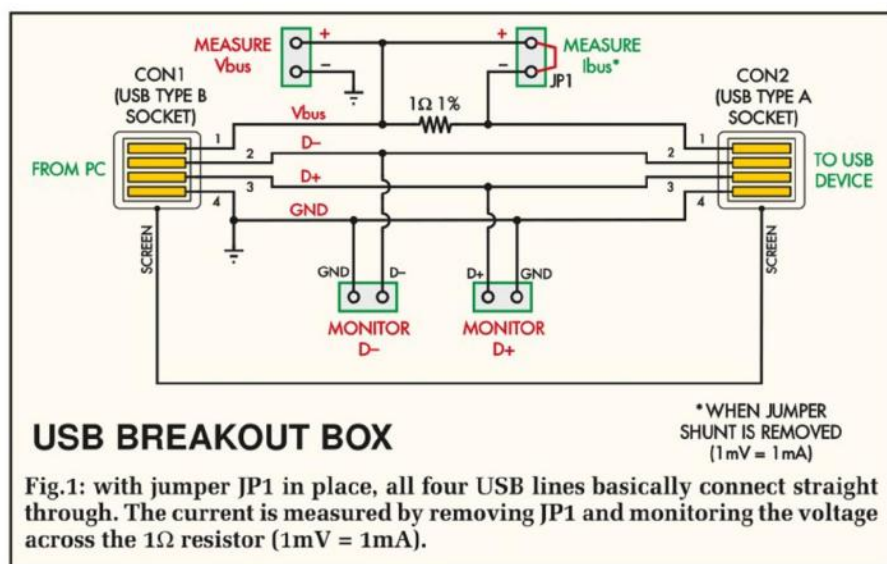 MEASURE
Vbus
+
−
+
−
MEASURE
Ibus*
JP1
CON1
(USB TYPE B
SOCKET)
CON2
(USB TYPE A
SOCKET)
1Ω 1%
Vbus
D−
D+
GND
FROM PC
TO USB
DEVICE
1
2
3
4
1
2
3
4
SCREEN
SCREEN
GND
D−
D+
GND
MONITOR
D−
MONITOR
D+
USB BREAKOUT BOX
*WHEN JUMPER
SHUNT IS REMOVED
(1mV = 1mA)
Fig.1: with jumper JP1 in place, all four USB lines basically connect straight
through. The current is measured by removing JP1 and monitoring the voltage
across the 1Ω resistor (1mV = 1mA).